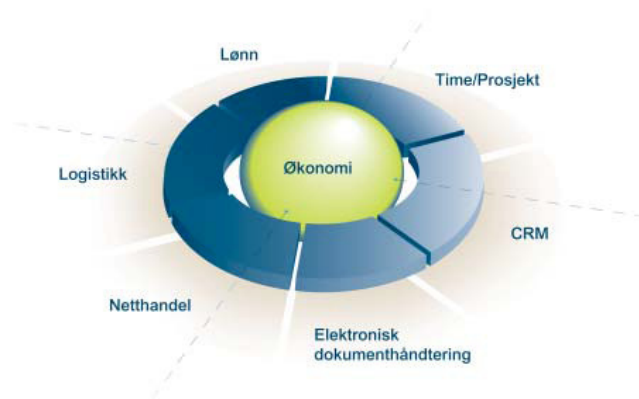 Lønn
Time/Prosjekt
Logistikk
Økonomi
CRM
Netthandel
Elektronisk
dokumenthåndtering